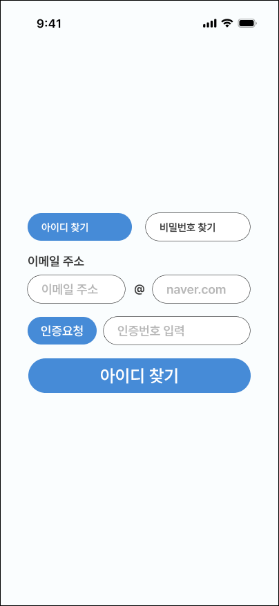 9:41
아이디 찾기 비밀번호 찾기
이메일 주소
이메일 주소 @ naver.com
인증요청 인증번호 입력
아이디 찾기